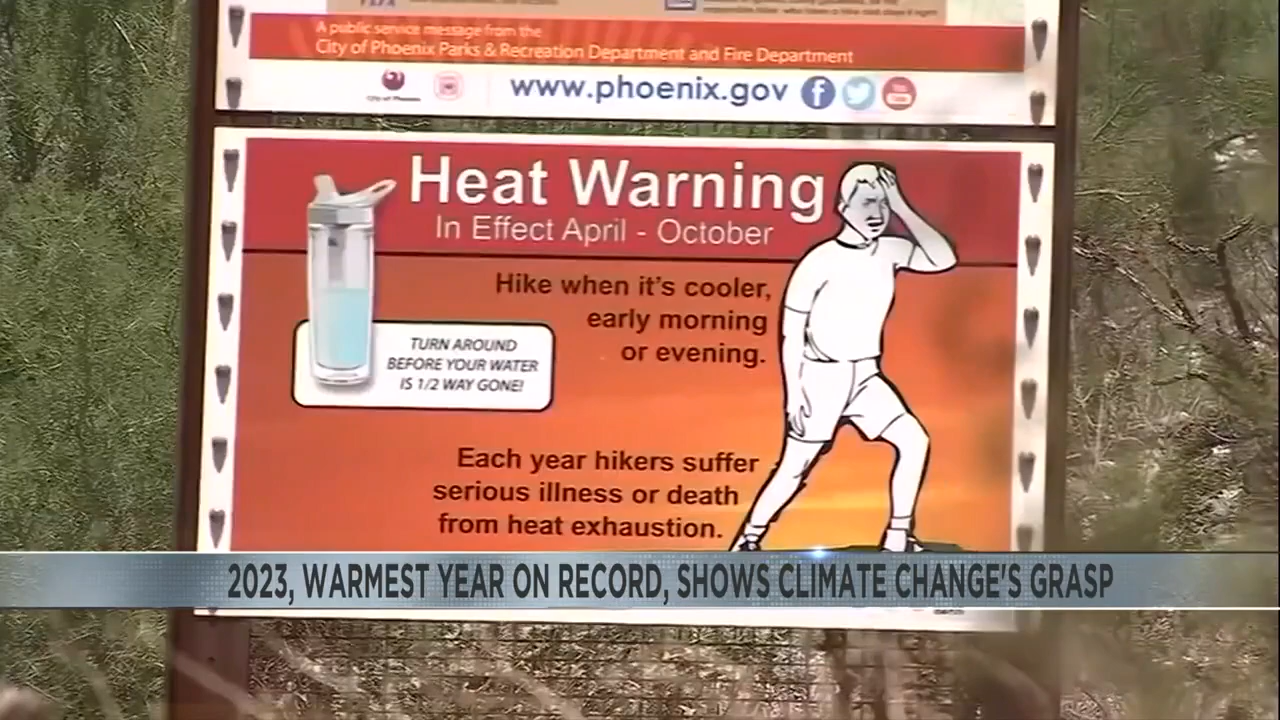 A public service message from the
City of Phoenix Parks & Recreation Department and Fire Department
City of Phoenix
www.phoenix.gov
Heat Warning
In Effect April - October
Hike when it's cooler,
early morning
or evening.
TURN AROUND
BEFORE YOUR WATER
IS 1/2 WAY GONE!
Each year hikers suffer
serious illness or death
from heat exhaustion.
2023, WARMEST YEAR ON RECORD, SHOWS CLIMATE CHANGE'S GRASP